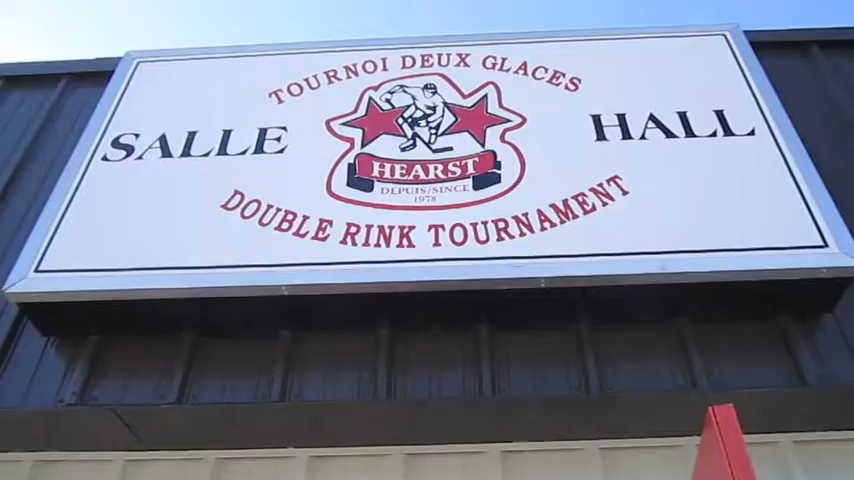 TOURNOI DEUX GLACES
SALLE HALL
HEARST
DEPUIS/SINCE
1978
DOUBLE RINK TOURNAMENT